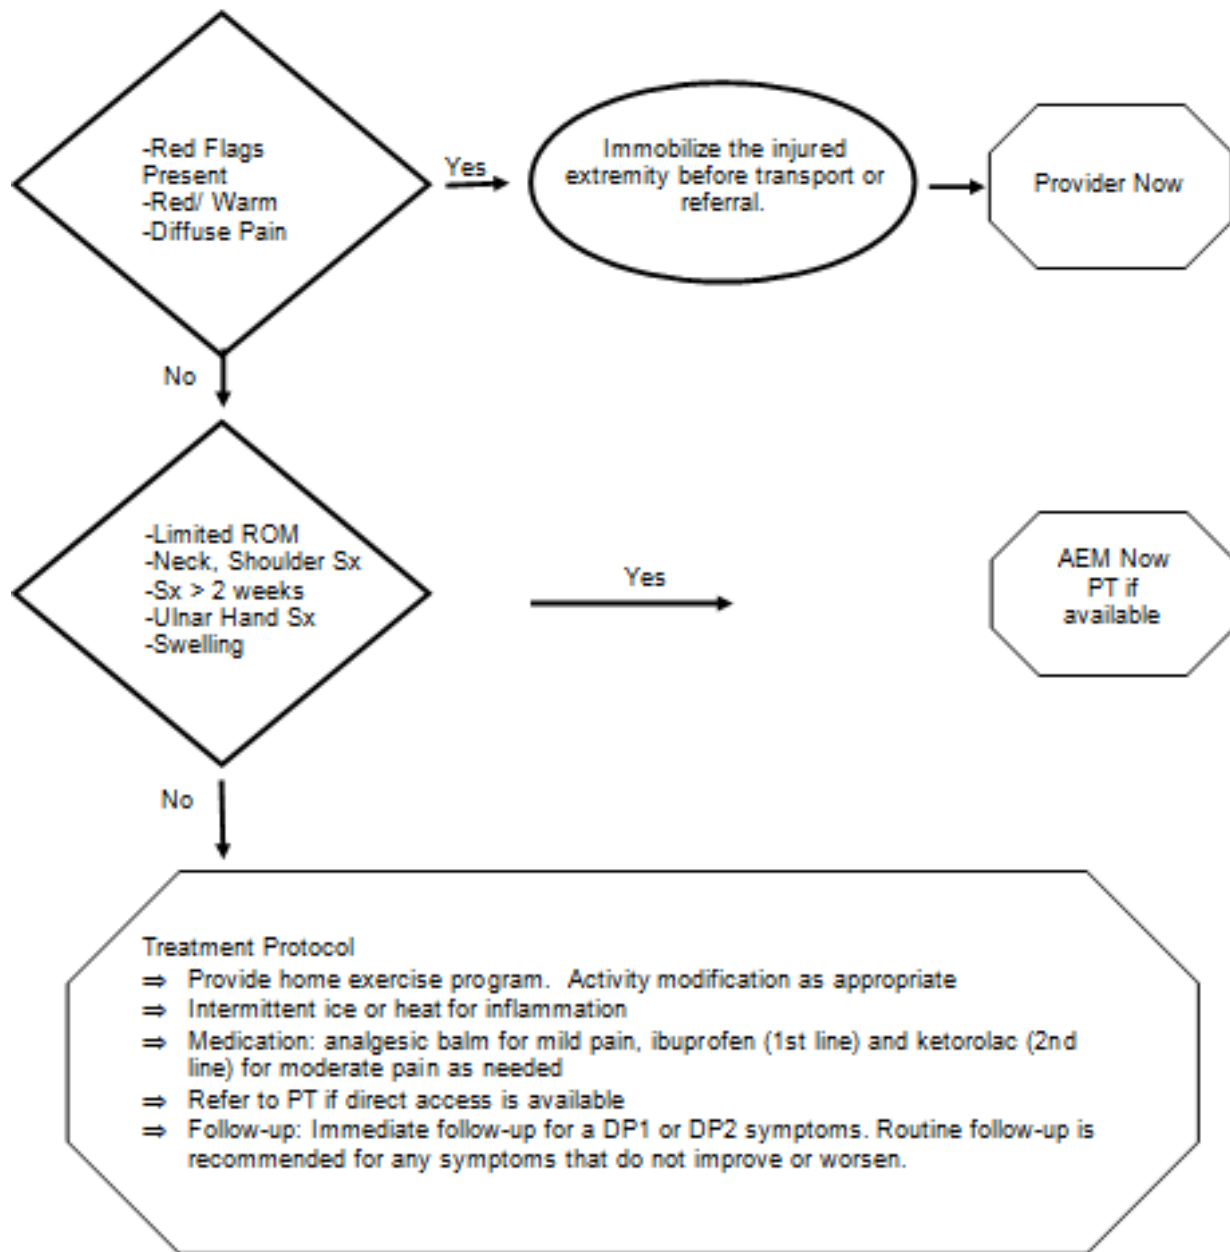 -Red Flags
Present
-Red/ Warm
-Diffuse Pain
Yes
Immobilize the injured
extremity before transport or
referral.
Provider Now
No
-Limited ROM
-Neck, Shoulder Sx
-Sx > 2 weeks
-Ulnar Hand Sx
-Swelling
Yes
AEM Now
PT if
available
No
Treatment Protocol
⇒ Provide home exercise program.  Activity modification as appropriate
⇒ Intermittent ice or heat for inflammation
⇒ Medication: analgesic balm for mild pain, ibuprofen (1st line) and ketorolac (2nd
line) for moderate pain as needed
⇒ Refer to PT if direct access is available
⇒ Follow-up: Immediate follow-up for a DP1 or DP2 symptoms. Routine follow-up is
recommended for any symptoms that do not improve or worsen.